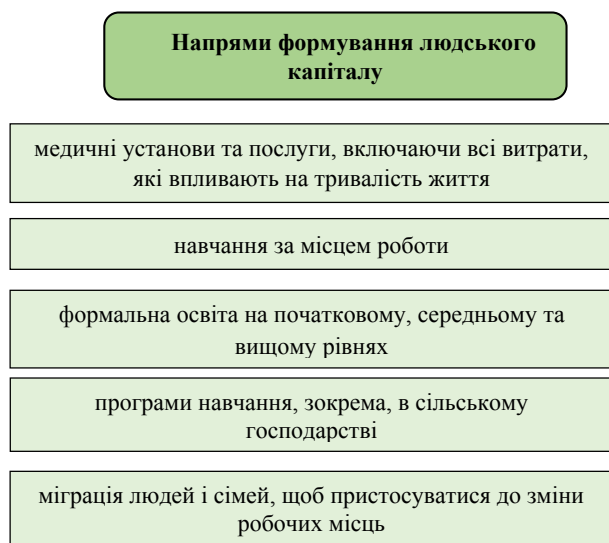 Напрями формування людського
капіталу
медичні установи та послуги, включаючи всі витрати,
які впливають на тривалість життя
навчання за місцем роботи
формальна освіта на початковому, середньому та
вищому рівнях
програми навчання, зокрема, в сільському
господарстві
міграція людей і сімей, щоб пристосуватися до зміни
робочих місць